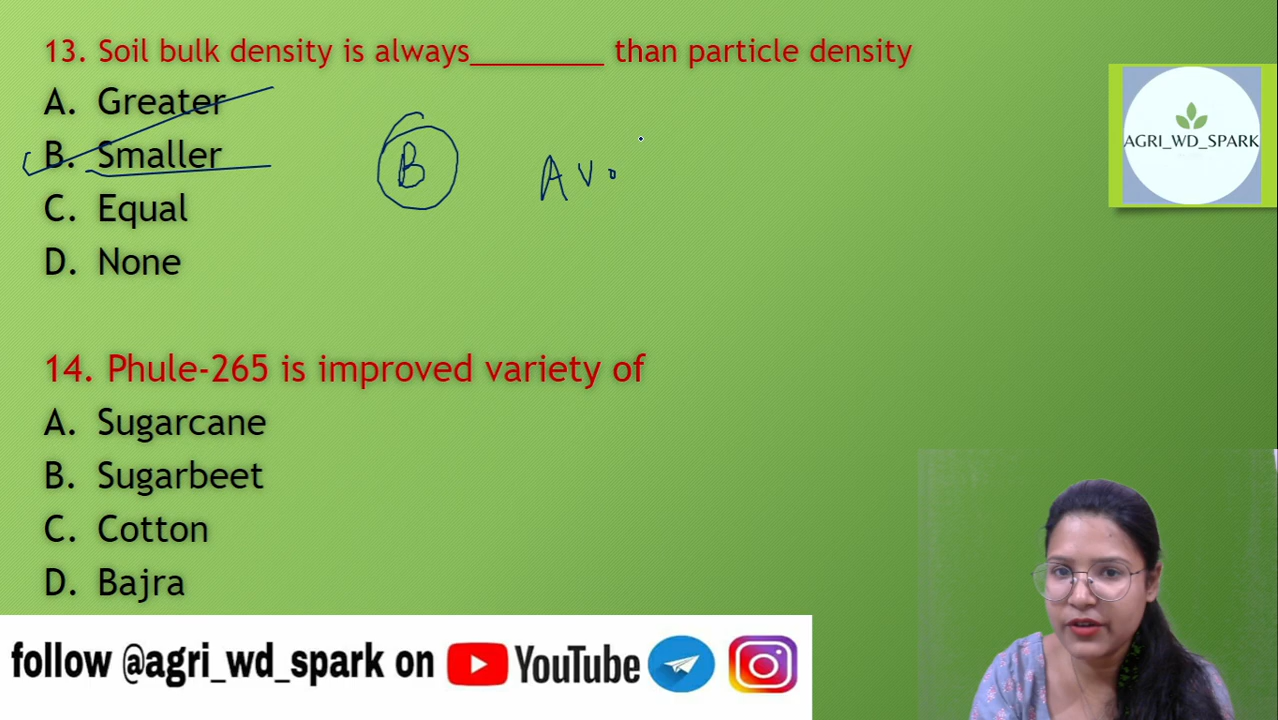 13. Soil bulk density is always________ than particle density
A. Greater
B. Smaller
C. Equal
D. None
B
Av.
AGRI_WD_SPARK
14. Phule-265 is improved variety of
A. Sugarcane
B. Sugarbeet
C. Cotton
D. Bajra
follow @agri_wd_spark on YouTube